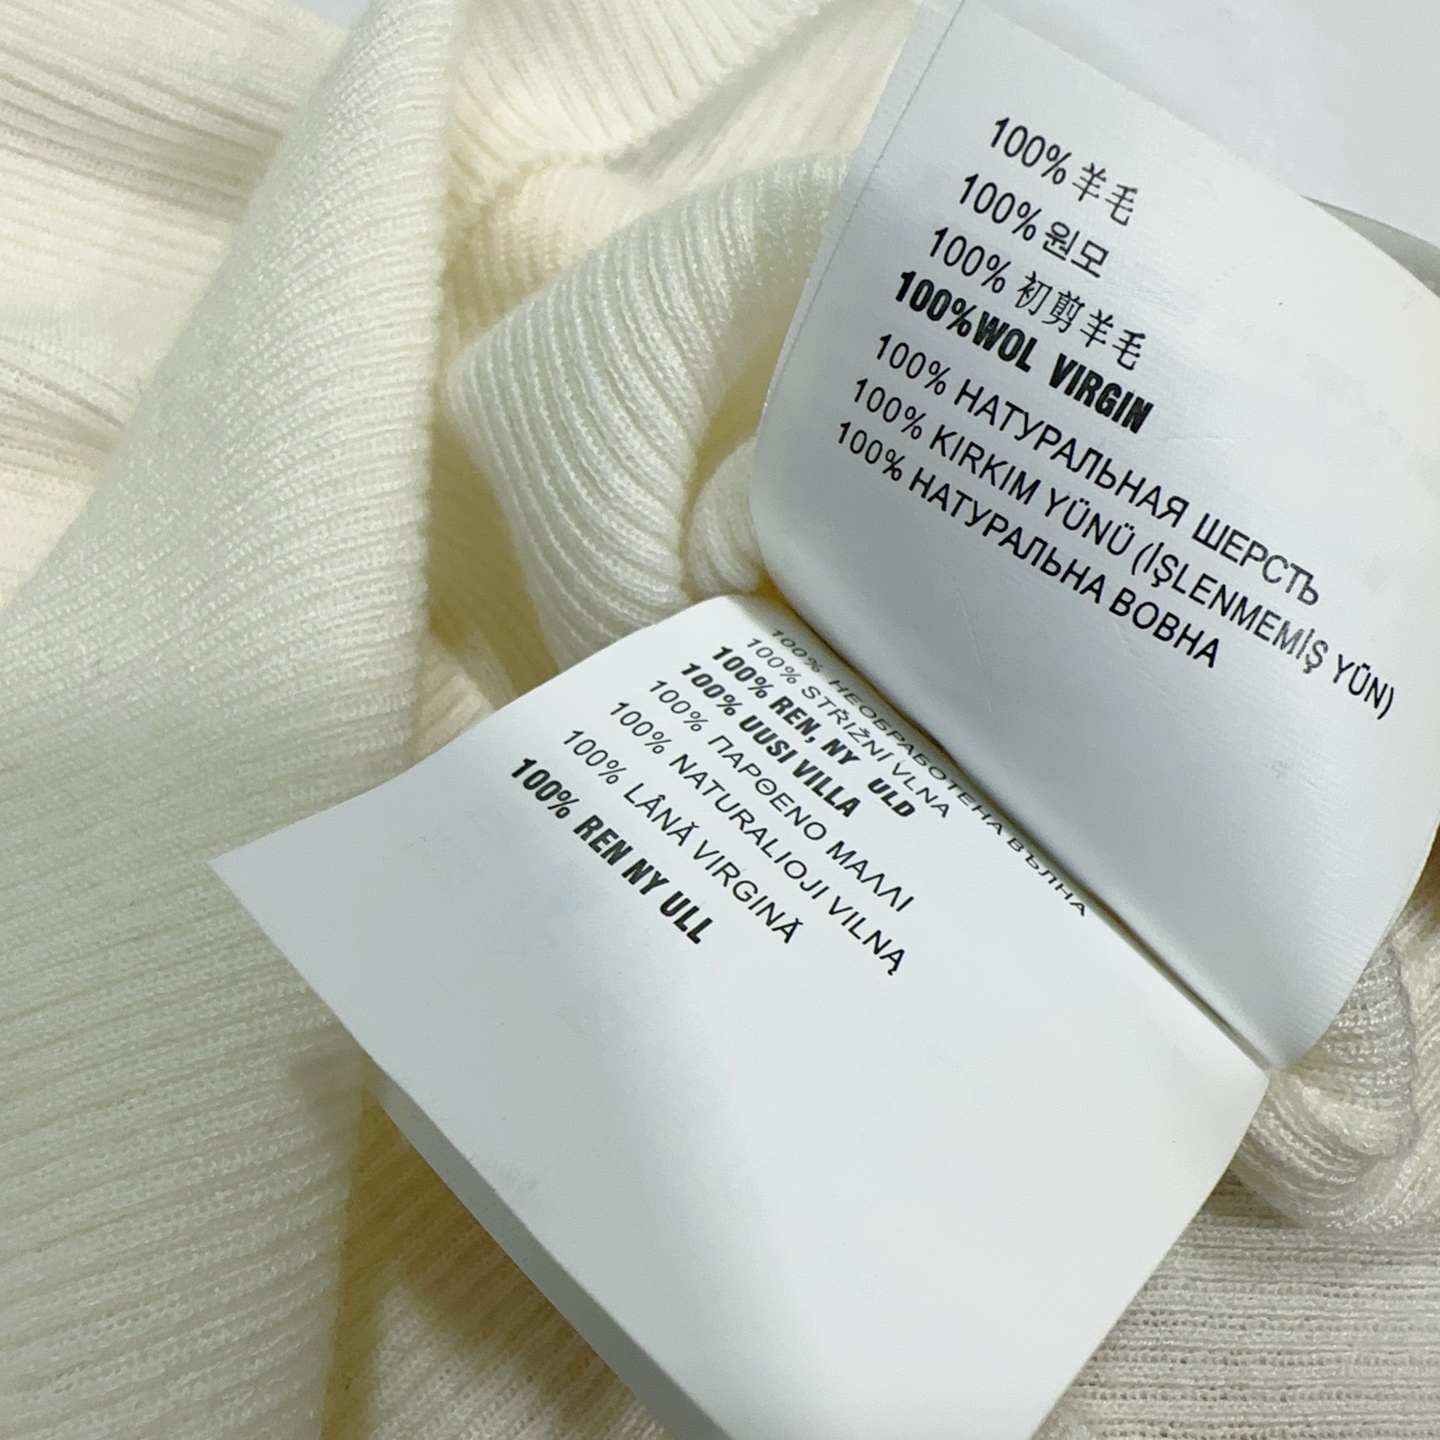 100% 羊毛
100% 원모
100% 初剪羊毛
100%WOL VIRGIN
100% НАТУРАЛЬНАЯ ШЕРСТЬ
100% KIRKIM YÜNÜ (İŞLENMEMİŞ YÜN)
100% НАТУРАЛЬНА ВОВНА
100% НЕОБРАБОТЕНА ВЪЛНА
100% STŘIŽNÍ VLNA
100% REN, NY ULD
100% UUSI VILLA
100% ΠΑΡΘΕΝΟ ΜΑΛΛΙ
100% NATURALIOJI VILNĄ
100% LÂNĂ VIRGINĂ
100% REN NY ULL